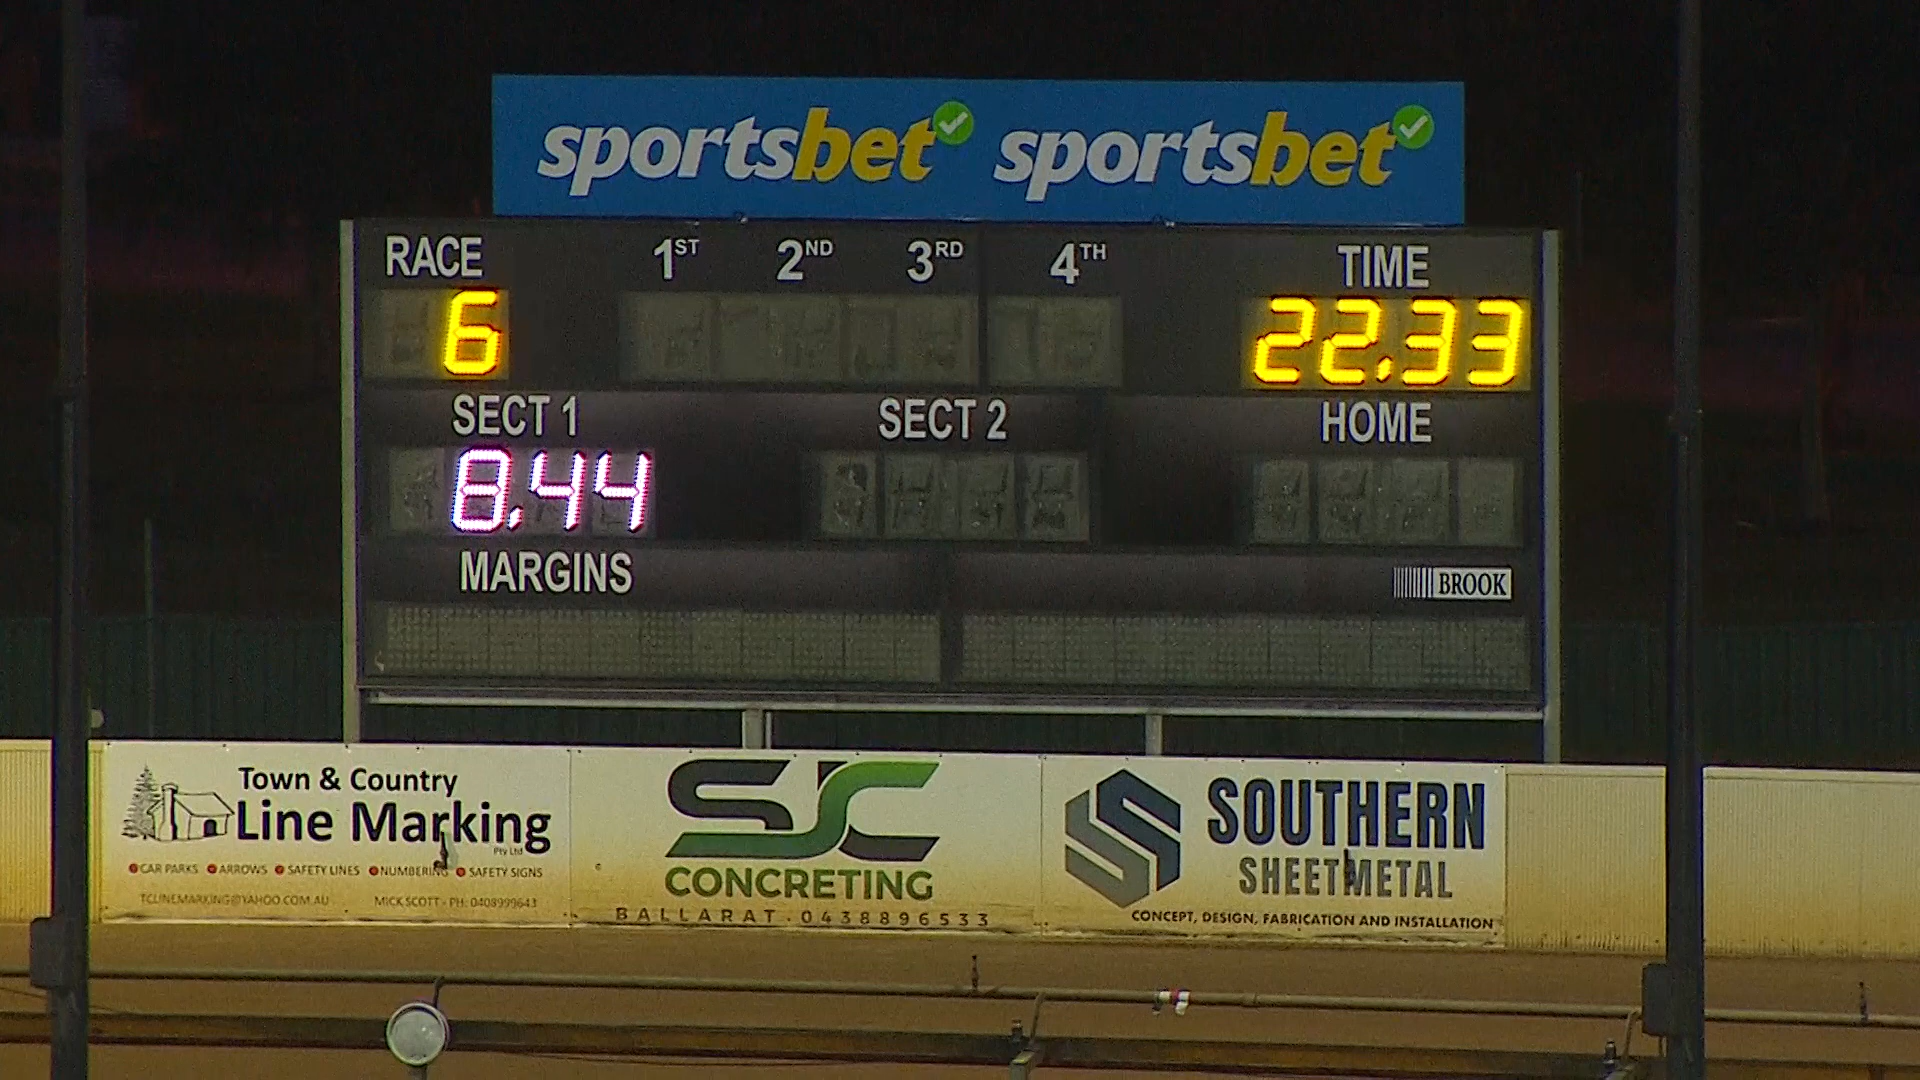 sportsbet sportsbet
RACE 1ST 2ND 3RD 4TH TIME
6 22.33
SECT 1 SECT 2 HOME
8.44
MARGINS
BROOK
Town & Country
Line Marking
Pty Ltd
CAR PARKS ARROWS SAFETY LINES NUMBERING SAFETY SIGNS
TCLINEMARKING@YAHOO.COM.AU MICK SCOTT - PH: 0408999643
SJC
CONCRETING
BALLARAT - 0438896533
SOUTHERN
SHEETMETAL
CONCEPT, DESIGN, FABRICATION AND INSTALLATION